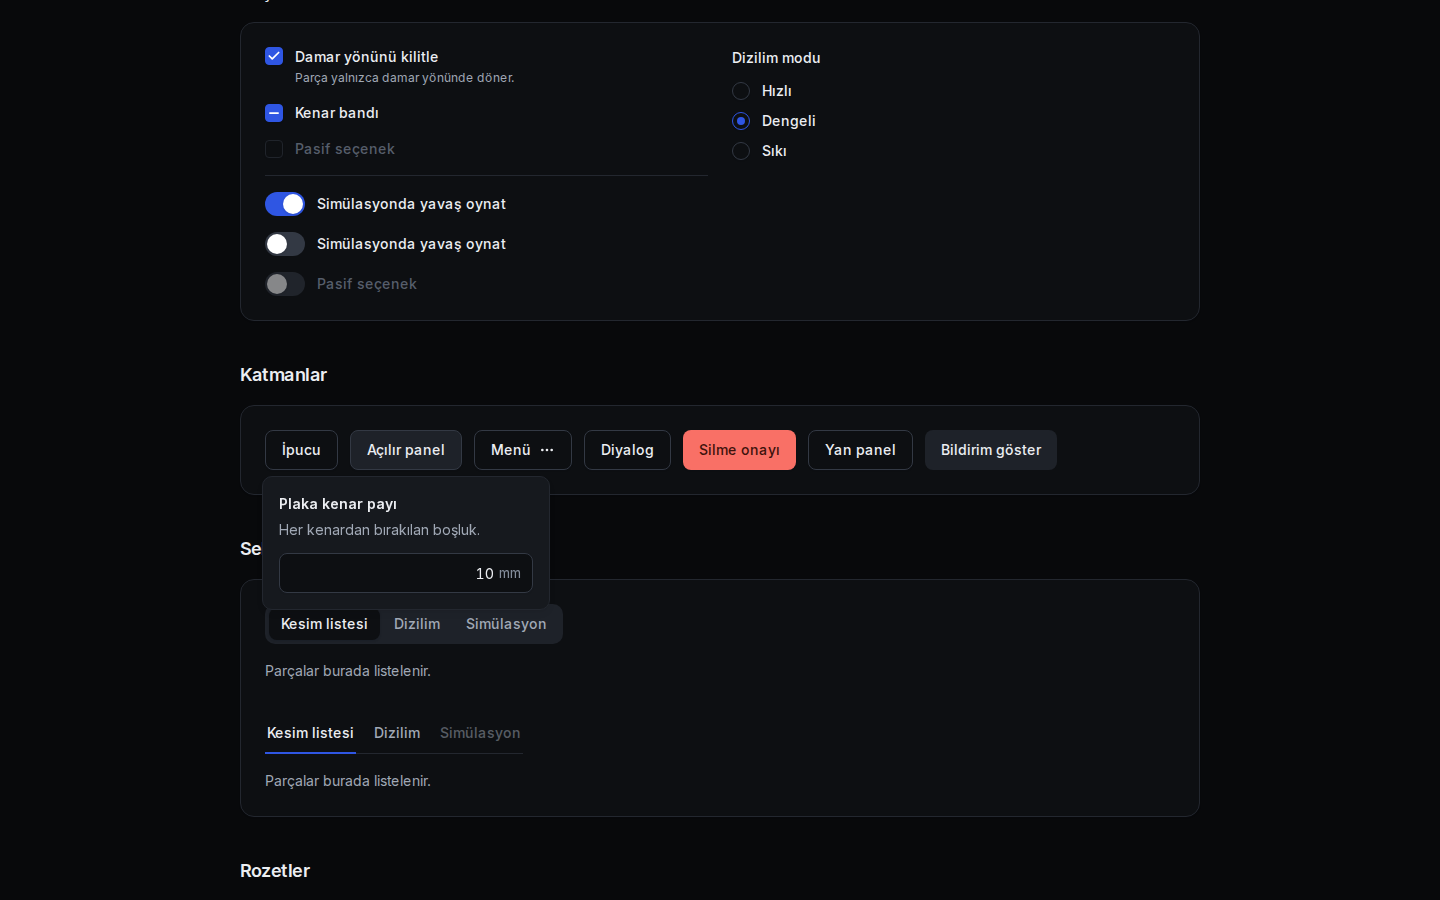 Damar yönünü kilitle
Parça yalnızca damar yönünde döner.
Kenar bandı
Pasif seçenek
Simülasyonda yavaş oynat
Simülasyonda yavaş oynat
Pasif seçenek
Dizilim modu
Hızlı
Dengeli
Sıkı
Katmanlar
İpucu
Açılır panel
Menü ···
Diyalog
Silme onayı
Yan panel
Bildirim göster
Plaka kenar payı
Her kenardan bırakılan boşluk.
10 mm
Se
Kesim listesi
Dizilim
Simülasyon
Parçalar burada listelenir.
Kesim listesi
Dizilim
Simülasyon
Parçalar burada listelenir.
Rozetler